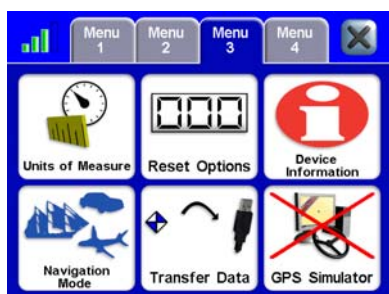 Menu Menu Menu Menu
1 2 3 4
000
Units of Measure Reset Options Device
Information
Navigation
Mode Transfer Data GPS Simulator